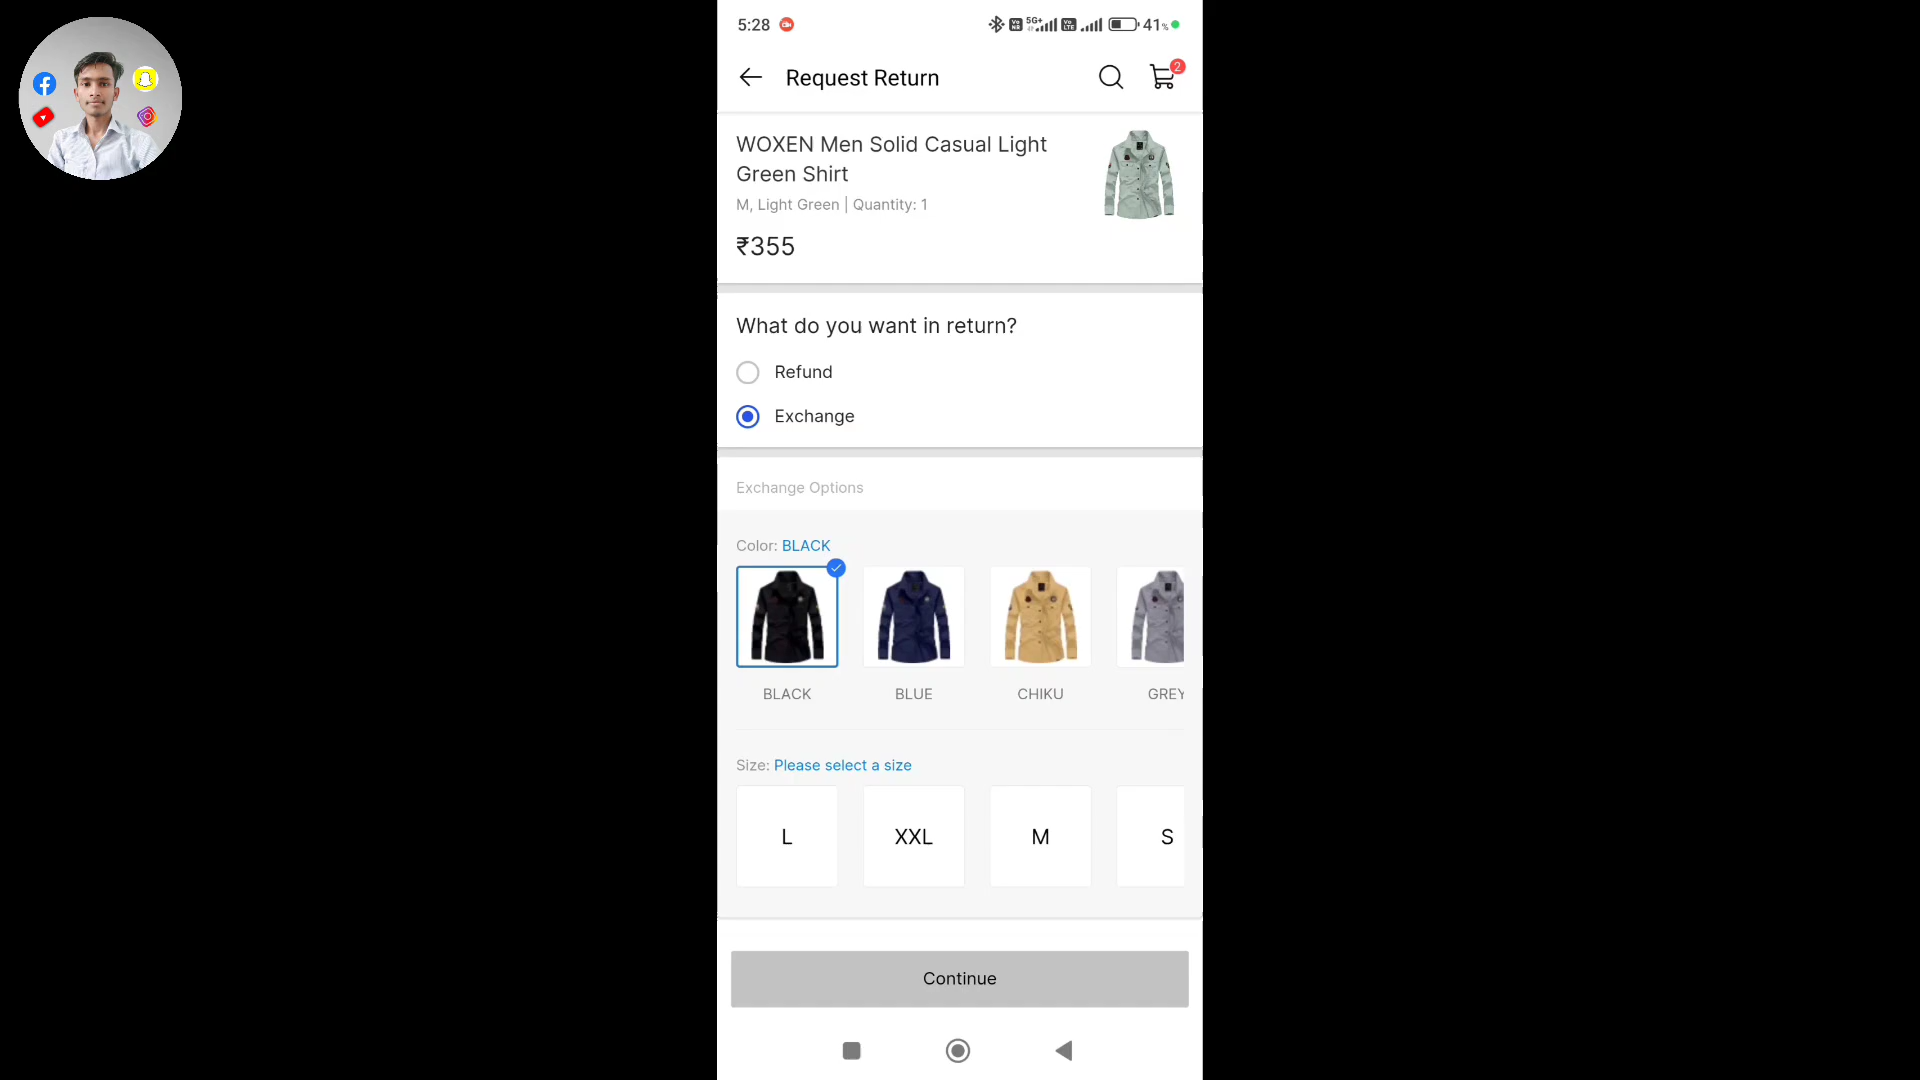 5:28
5G+
41%
Request Return
2
WOXEN Men Solid Casual Light
Green Shirt
M, Light Green | Quantity: 1
₹355
What do you want in return?
Refund
Exchange
Exchange Options
Color: BLACK
BLACK
BLUE
CHIKU
GREY
Size: Please select a size
L
XXL
M
S
Continue